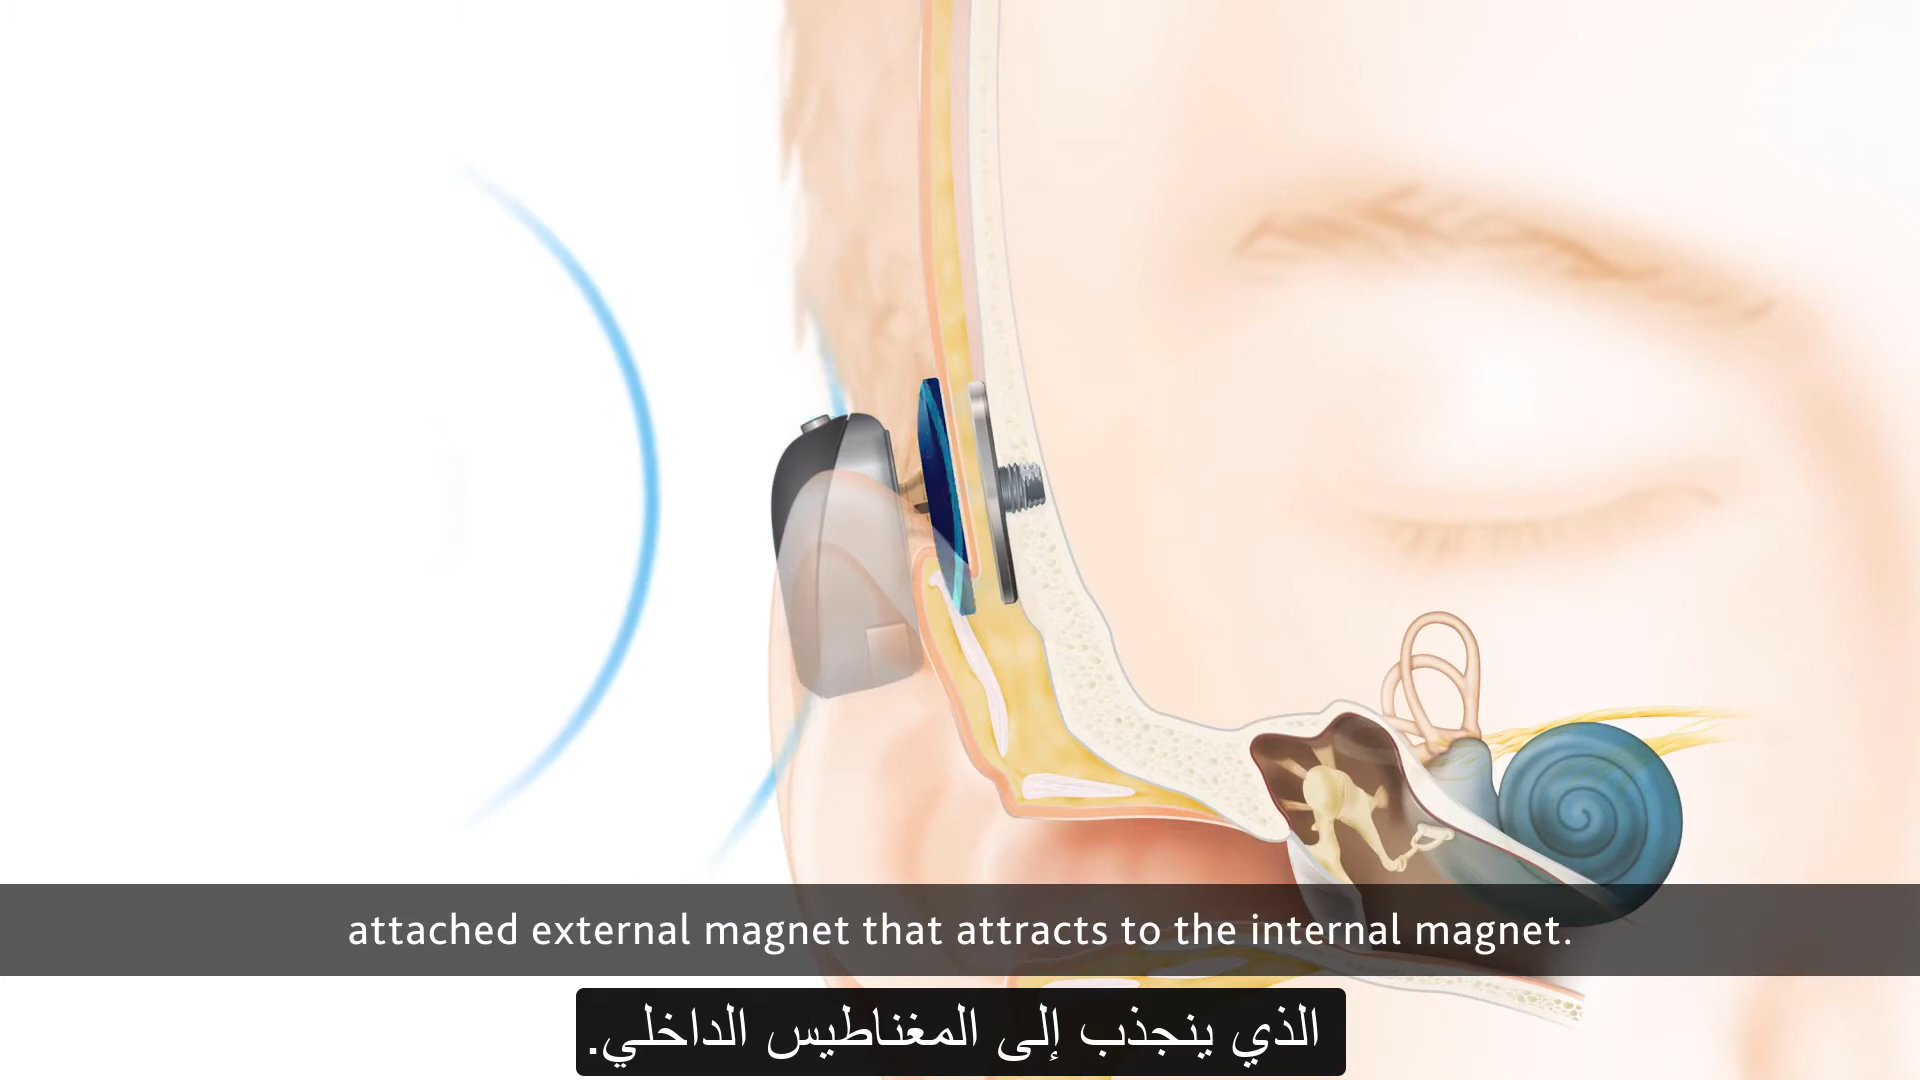 attached external magnet that attracts to the internal magnet.
الذي ينجذب إلى المغناطيس الداخلي.